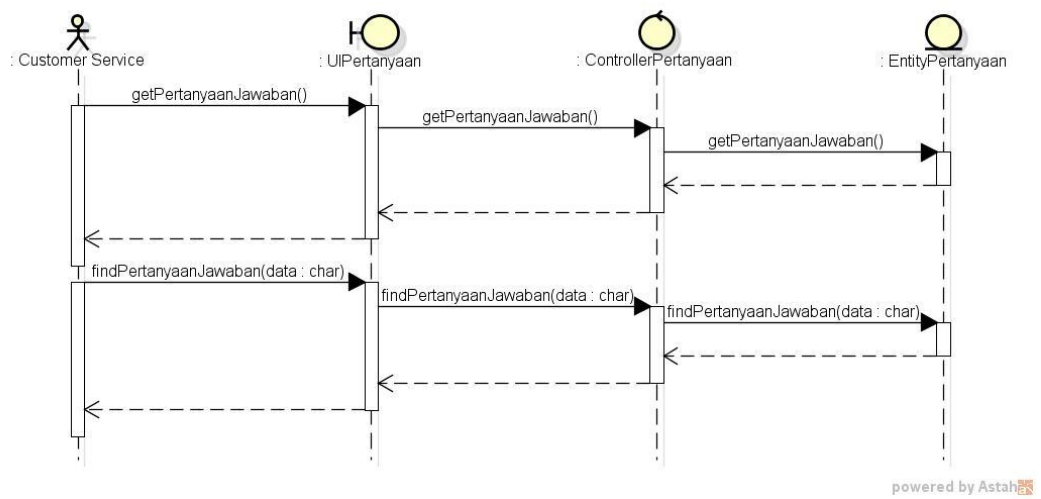 : Customer Service
: UIPertanyaan
: ControllerPertanyaan
: EntityPertanyaan
getPertanyaanJawaban()
getPertanyaanJawaban()
getPertanyaanJawaban()
findPertanyaanJawaban(data : char)
findPertanyaanJawaban(data : char)
findPertanyaanJawaban(data : char)
powered by Astah